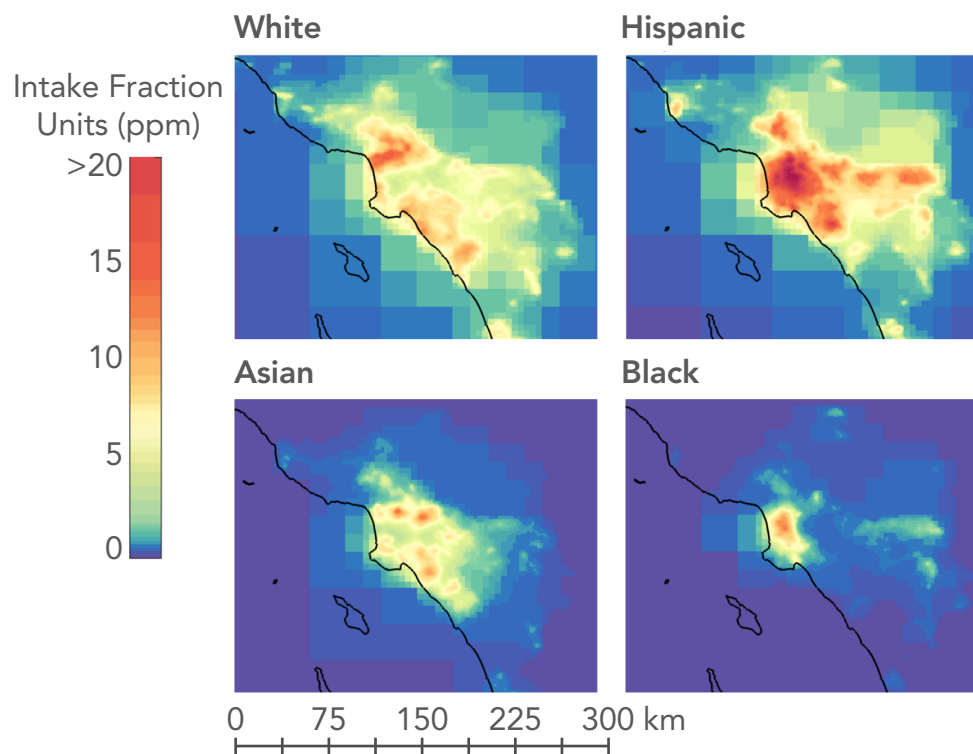 White
Hispanic
Intake Fraction
Units (ppm)
>20
15
10
5
0
Asian
Black
0 75 150 225 300 km